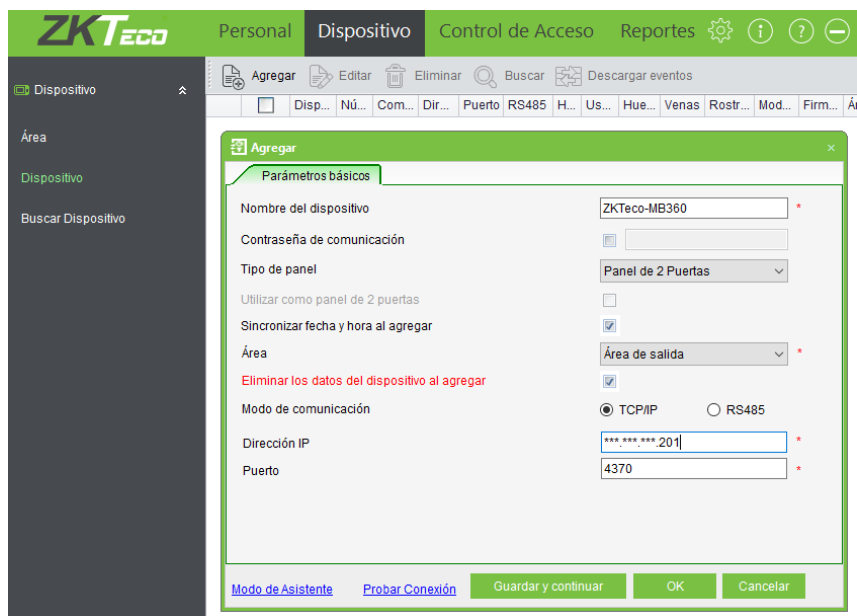 ZKTeco
Personal Dispositivo Control de Acceso Reportes
Dispositivo
Agregar Editar Eliminar Buscar Descargar eventos
Disp... Nú... Com... Dir... Puerto RS485 H... Us... Hue... Venas Rostr... Mod... Firm...
Área
Dispositivo
Buscar Dispositivo
Agregar
Parámetros básicos
Nombre del dispositivo ZKTeco-MB360 *
Contraseña de comunicación
Tipo de panel Panel de 2 Puertas
Utilizar como panel de 2 puertas
Sincronizar fecha y hora al agregar
Área Área de salida *
Eliminar los datos del dispositivo al agregar
Modo de comunicación TCP/IP RS485
Dirección IP ***.***.***.201 *
Puerto 4370 *
Modo de Asistente Probar Conexión Guardar y continuar OK Cancelar